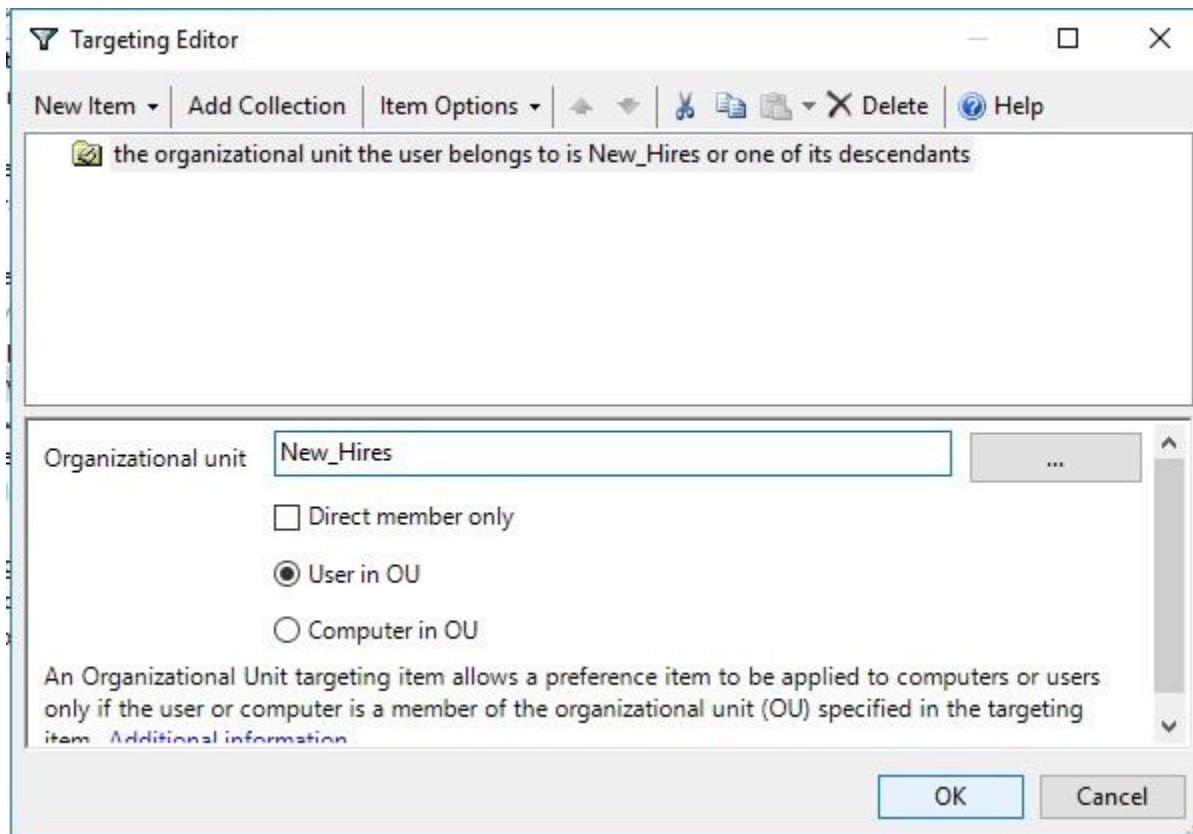 Targeting Editor
New Item Add Collection Item Options Delete Help
the organizational unit the user belongs to is New_Hires or one of its descendants
Organizational unit New_Hires ...
Direct member only
User in OU
Computer in OU
An Organizational Unit targeting item allows a preference item to be applied to computers or users
only if the user or computer is a member of the organizational unit (OU) specified in the targeting
item. Additional information
OK Cancel